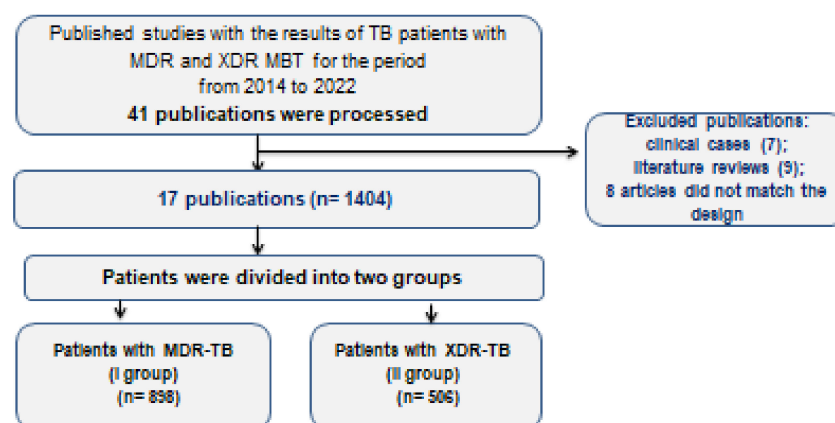 Published studies with the results of TB patients with
MDR and XDR MBT for the period
from 2014 to 2022
41 publications were processed
Excluded publications:
clinical cases (7);
literature reviews (9);
8 articles did not match the
design
17 publications (n= 1404)
Patients were divided into two groups
Patients with MDR-TB
(I group)
(n= 898)
Patients with XDR-TB
(II group)
(n= 506)